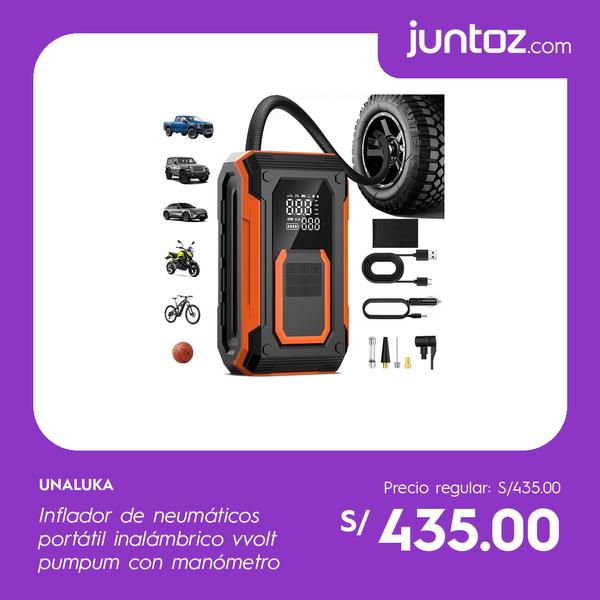 juntoz.com
UNALUKA
Inflador de neumáticos
portátil inalámbrico vvolt
pumpum con manómetro
Precio regular: S/435.00
S/ 435.00